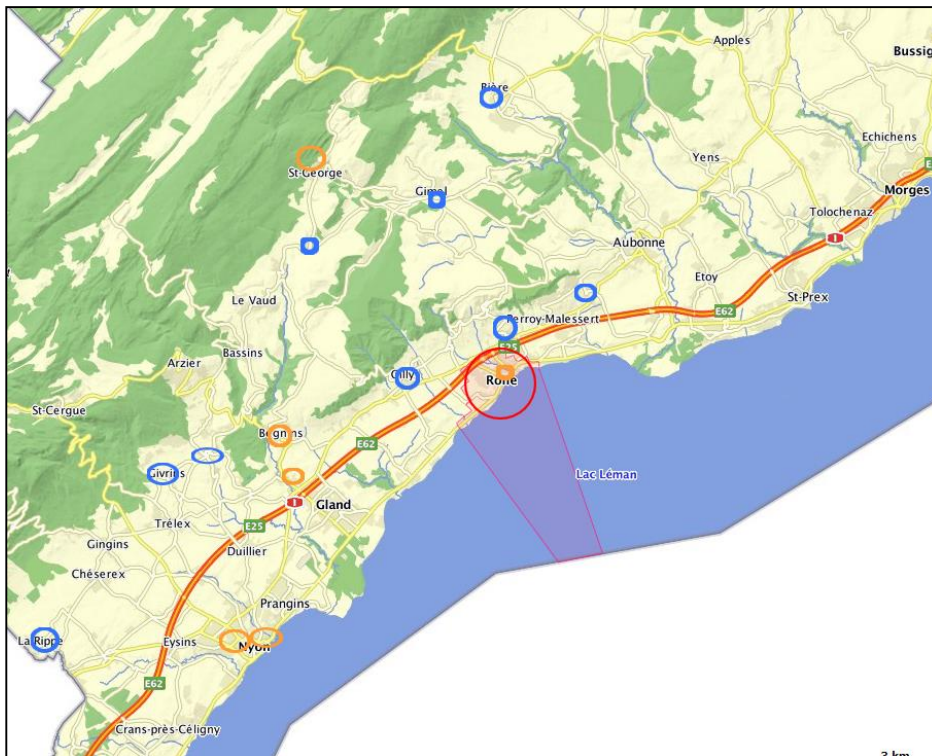 Apples
Bussig
Bière
Echichens
Yens
E
St-George
Gimel
Morges
Tolochenaz
1
Aubonne
Etoy
St-Prex
Le Vaud
E62
Perroy-Malessert
E25
Bassins
Arzier
Gilly
Rolle
St-Cergue
Begnins
E62
Givrins
Lac Léman
1
Gland
Trélex
E25
Gingins
Duillier
Chéserex
Prangins
La Rippe
Eysins
Nyon
E62
Crans-près-Céligny
3 km